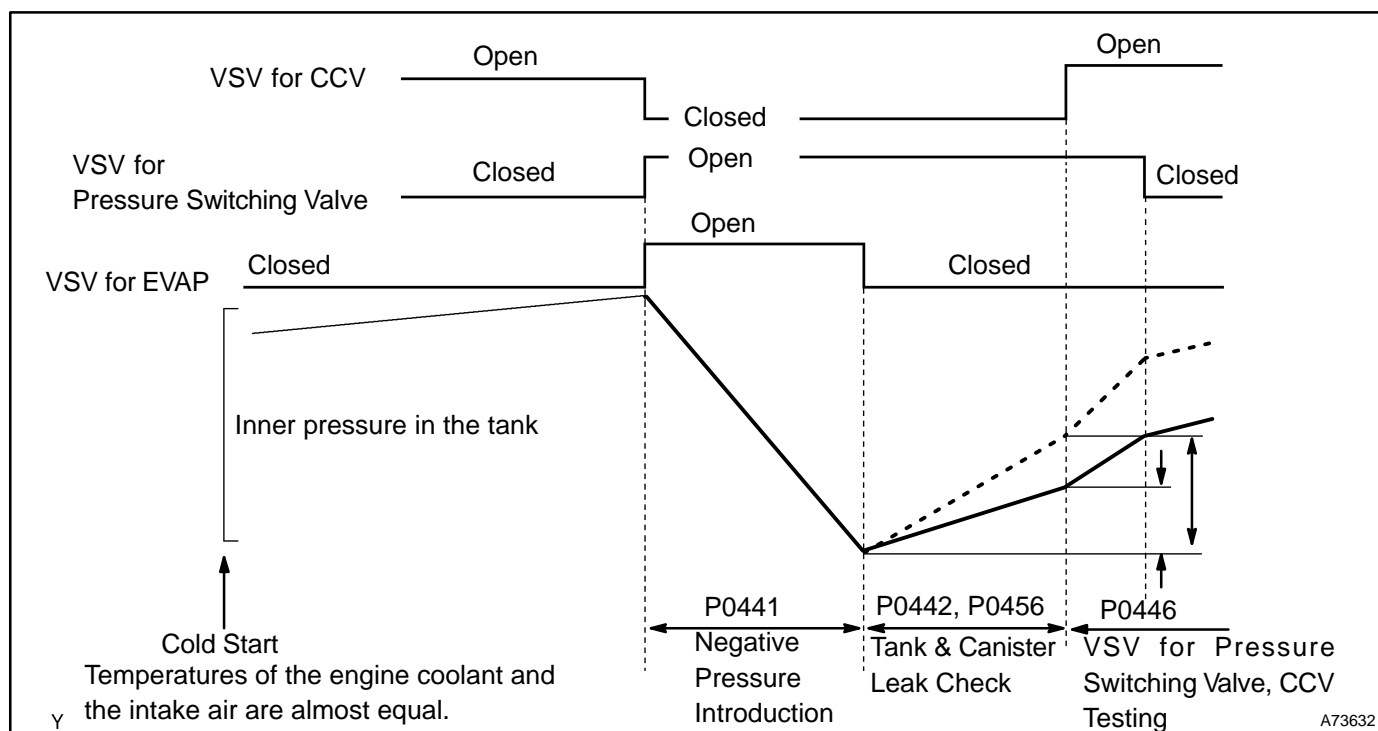 Open
Open
VSV for CCV
Closed
VSV for
Pressure Switching Valve
Closed
Open
Closed
Open
VSV for EVAP
Closed
Closed
Inner pressure in the tank
Cold Start
Temperatures of the engine coolant and
the intake air are almost equal.
P0441
Negative
Pressure
Introduction
P0442, P0456
Tank & Canister
Leak Check
P0446
VSV for Pressure
Switching Valve, CCV
Testing
Y
A73632